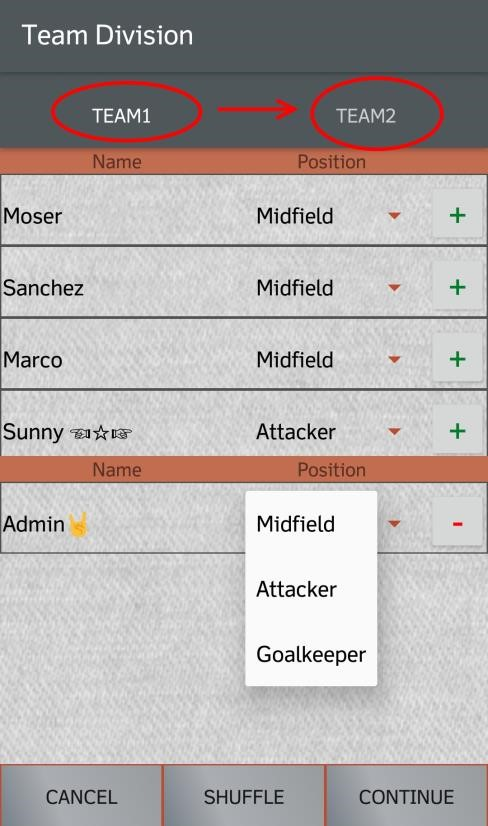 Team Division
TEAM1 TEAM2
Name Position
Moser Midfield +
Sanchez Midfield +
Marco Midfield +
Sunny ☜☆☞ Attacker +
Name Position
Admin🤘 Midfield -
Attacker
Goalkeeper
CANCEL SHUFFLE CONTINUE